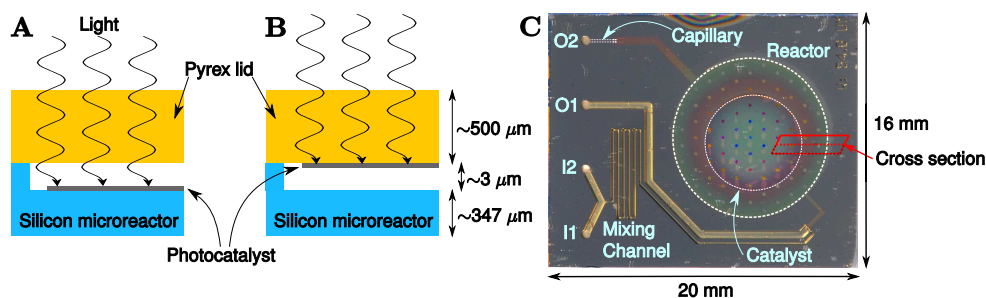 A
Light
Pyrex lid
Silicon microreactor
Photocatalyst
B
Silicon microreactor
~500 μm
~3 μm
~347 μm
C
O2
Capillary
Reactor
O1
I2
I1
Mixing
Channel
Catalyst
Cross section
16 mm
20 mm